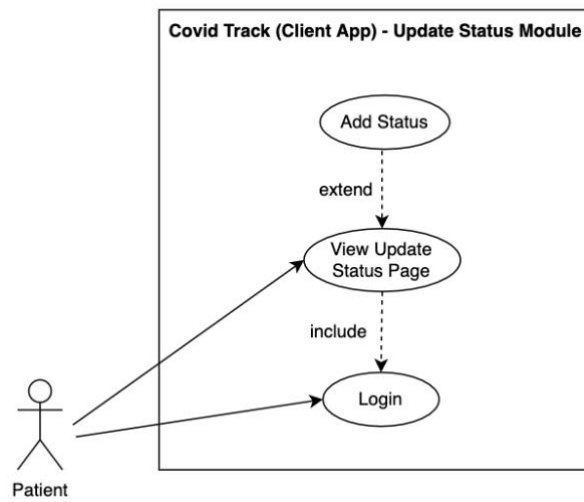 Covid Track (Client App) - Update Status Module
Add Status
extend
View Update
Status Page
include
Login
Patient